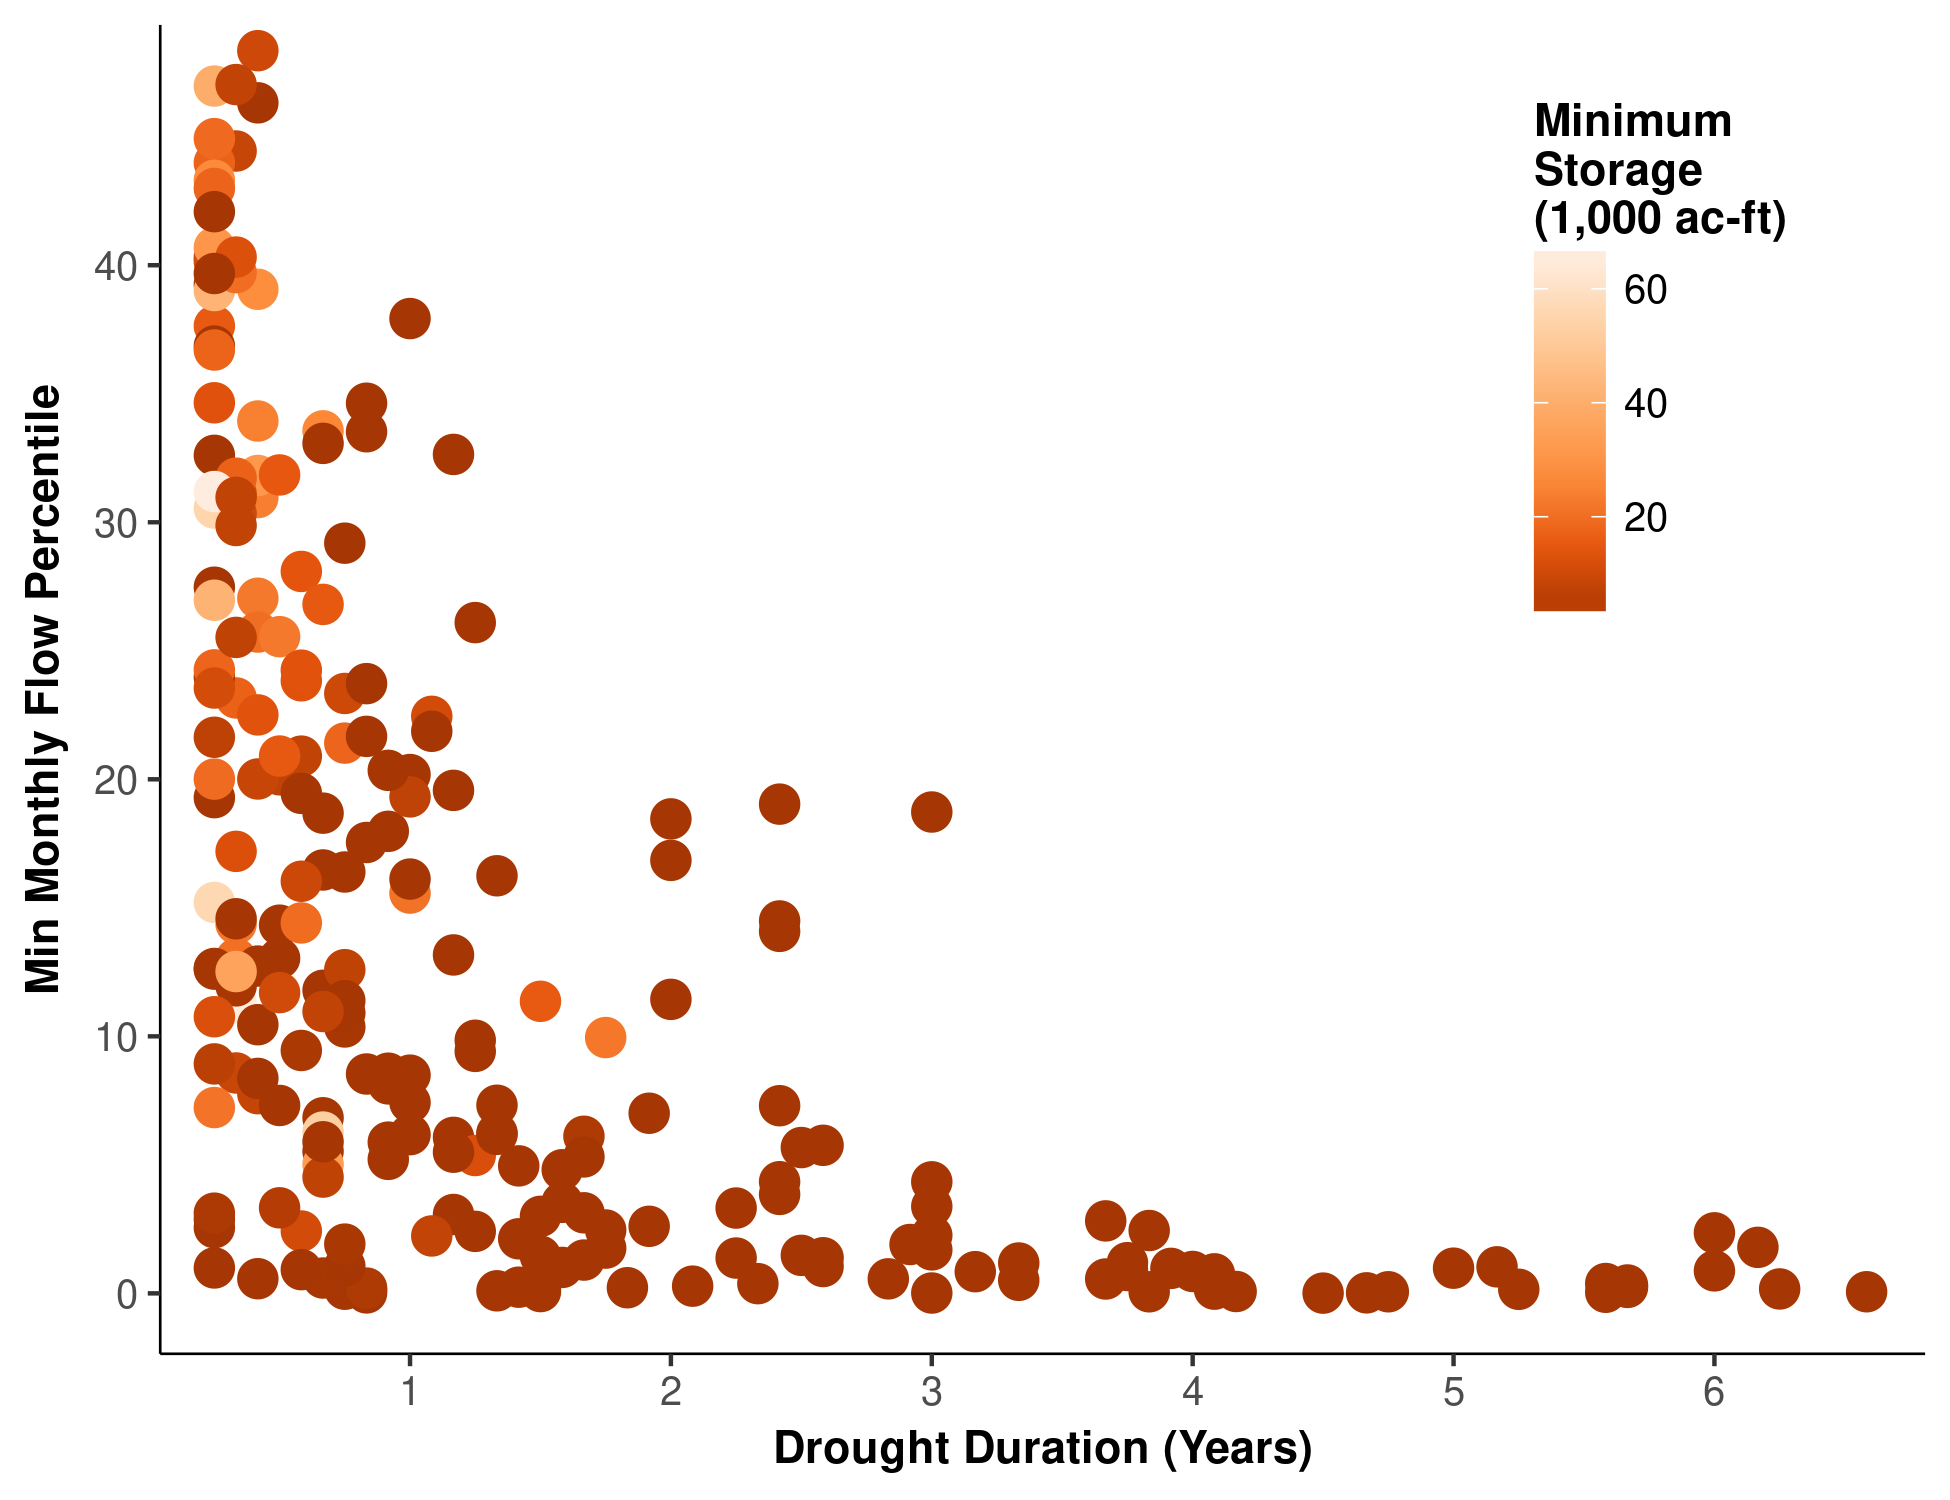 Minimum
Storage
(1,000 ac-ft)
60
40
20
Min Monthly Flow Percentile
40
30
20
10
0
1 2 3 4 5 6
Drought Duration (Years)